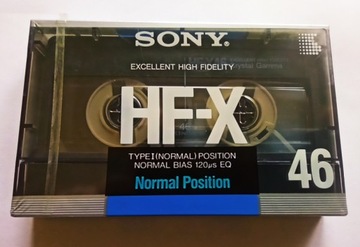 SONY®
EXCELLENT HIGH FIDELITY
HF-X
TYPE I (NORMAL) POSITION
NORMAL BIAS 120µs EQ
Normal Position
46